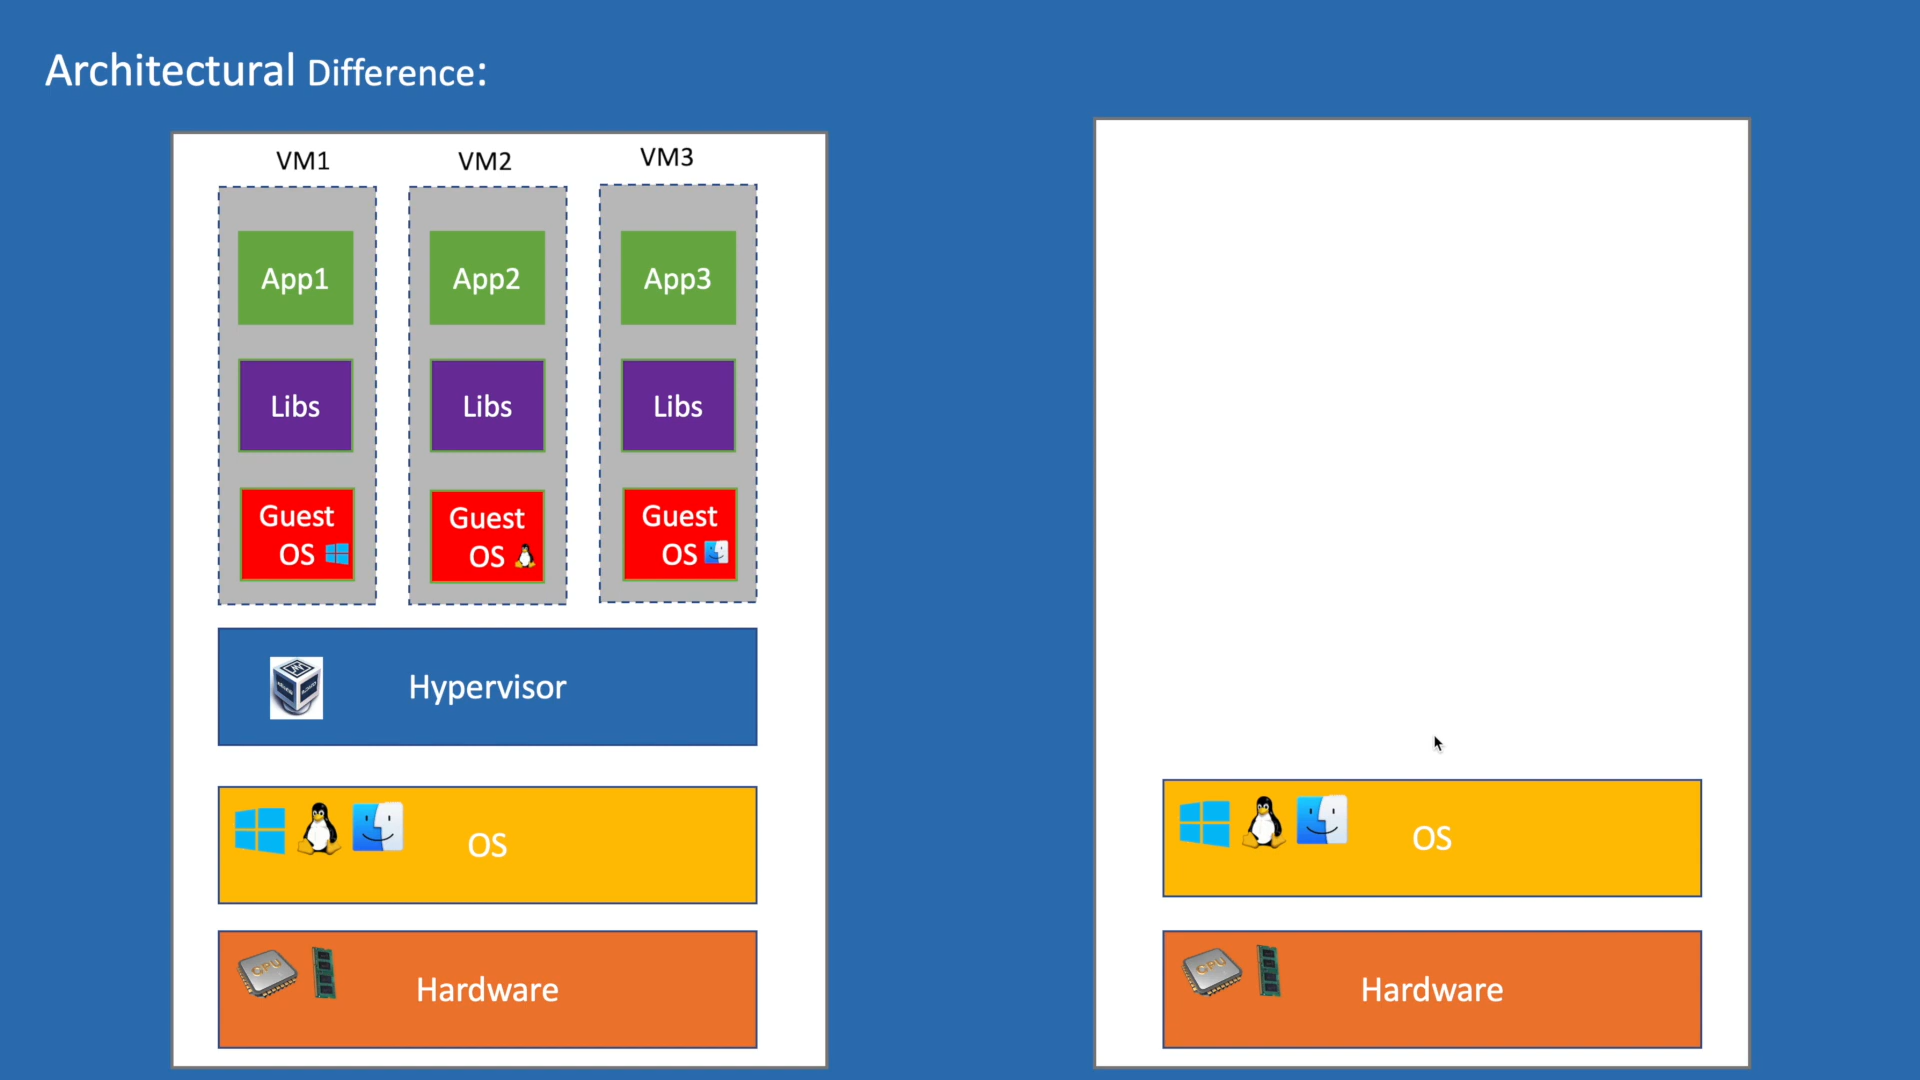 Architectural Difference:
VM1
VM2
VM3
App1
App2
App3
Libs
Libs
Libs
Guest
OS
Guest
OS
Guest
OS
Hypervisor
OS
Hardware
OS
Hardware